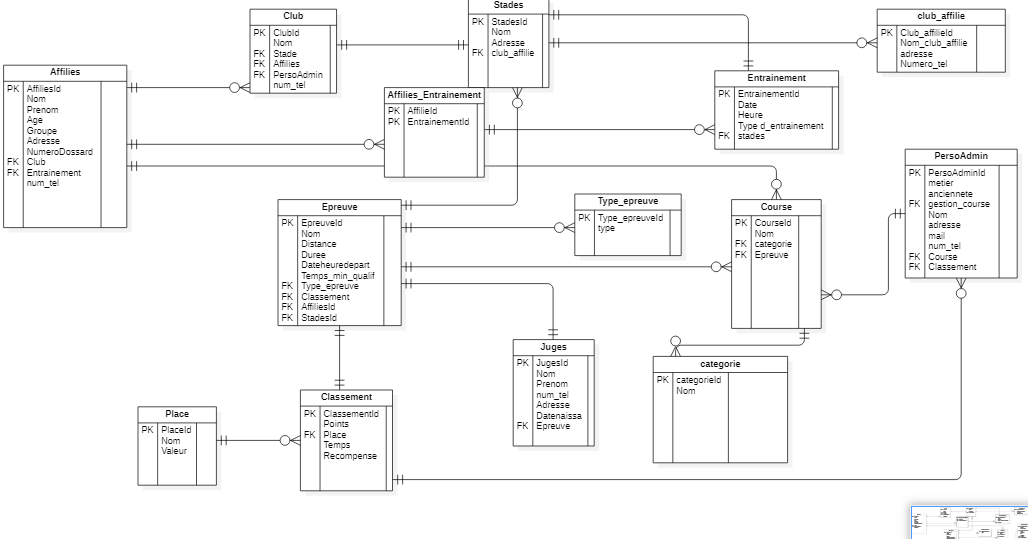 Stades
PK StadesId
Nom
Adresse
FK club_affilie
Club
PK ClubId
Nom
FK Stade
FK Affilies
FK PersoAdmin
num_tel
club_affilie
PK Club_affilieId
Nom_club_affilie
adresse
Numero_tel
Affilies
PK AffiliesId
Nom
Prenom
Age
Groupe
Adresse
NumeroDossard
FK Club
FK Entrainement
num_tel
Affilies_Entrainement
PK AffilieId
PK EntrainementId
Entrainement
PK EntrainementId
Date
Heure
Type d_entrainement
FK stades
PersoAdmin
PK PersoAdminId
metier
anciennete
FK gestion_course
Nom
adresse
mail
num_tel
FK Course
FK Classement
Epreuve
PK EpreuveId
Nom
Distance
Duree
Dateheuredepart
Temps_min_qualif
FK Type_epreuve
FK Classement
FK AffiliesId
FK StadesId
Type_epreuve
PK Type_epreuveId
type
Course
PK CourseId
Nom
FK categorie
FK Epreuve
Juges
PK JugesId
Nom
Prenom
num_tel
Adresse
Datenaissa
FK Epreuve
categorie
PK categorieId
Nom
Classement
PK ClassementId
Points
FK Place
Temps
Recompense
Place
PK PlaceId
Nom
Valeur